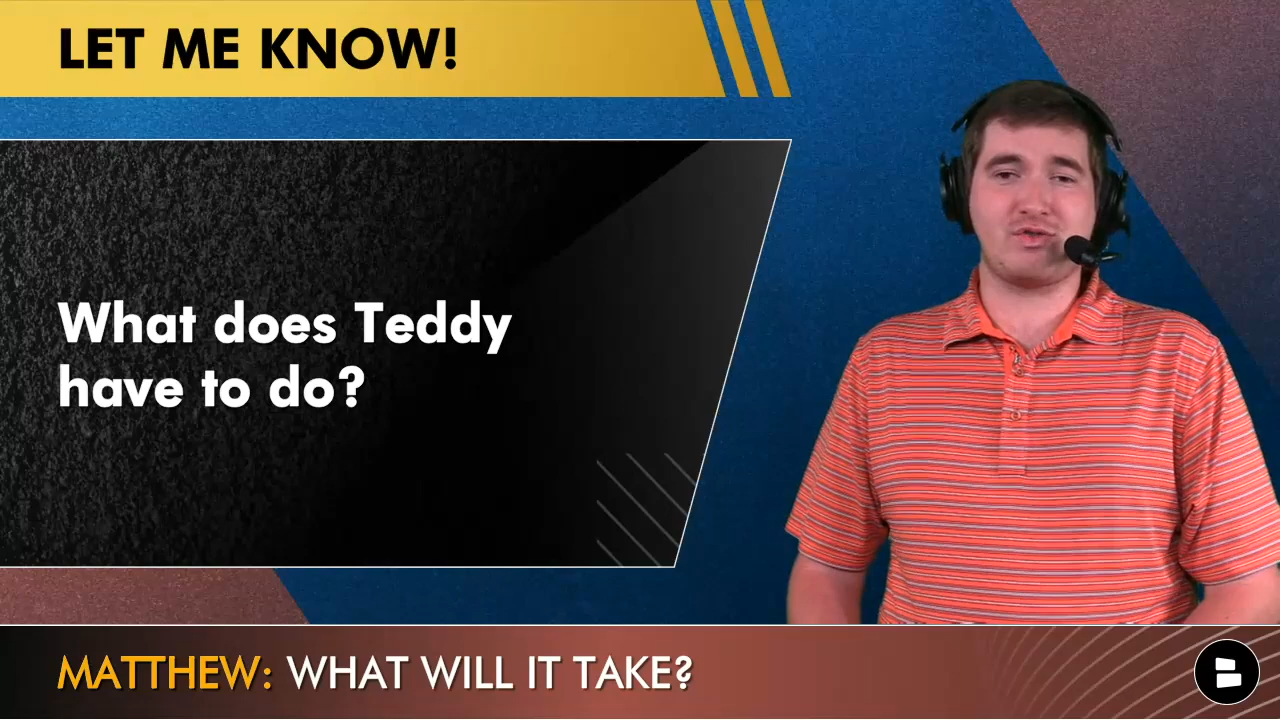 LET ME KNOW!
What does Teddy
have to do?
MATTHEW: WHAT WILL IT TAKE?